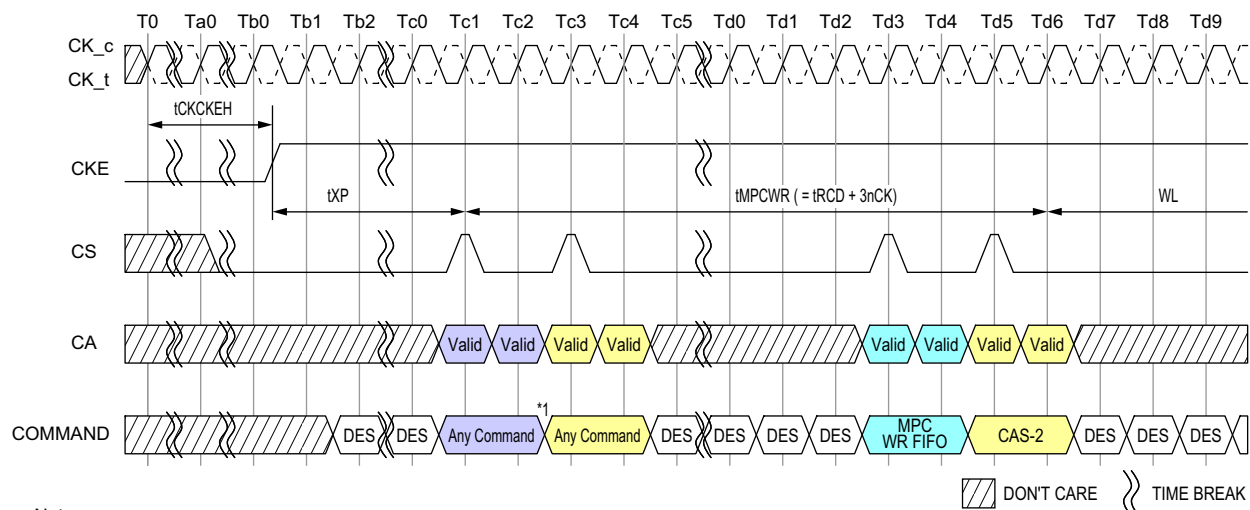 T0 Ta0 Tb0 Tb1 Tb2 Tc0 Tc1 Tc2 Tc3 Tc4 Tc5 Td0 Td1 Td2 Td3 Td4 Td5 Td6 Td7 Td8 Td9
CK_c
CK_t
tCKCKEH
CKE
tXP tMPCWR ( = tRCD + 3nCK) WL
CS
CA Valid Valid Valid Valid Valid Valid Valid Valid
*1
COMMAND DES DES Any Command Any Command DES DES DES DES MPC WR FIFO CAS-2 DES DES DES
DON'T CARE TIME BREAK